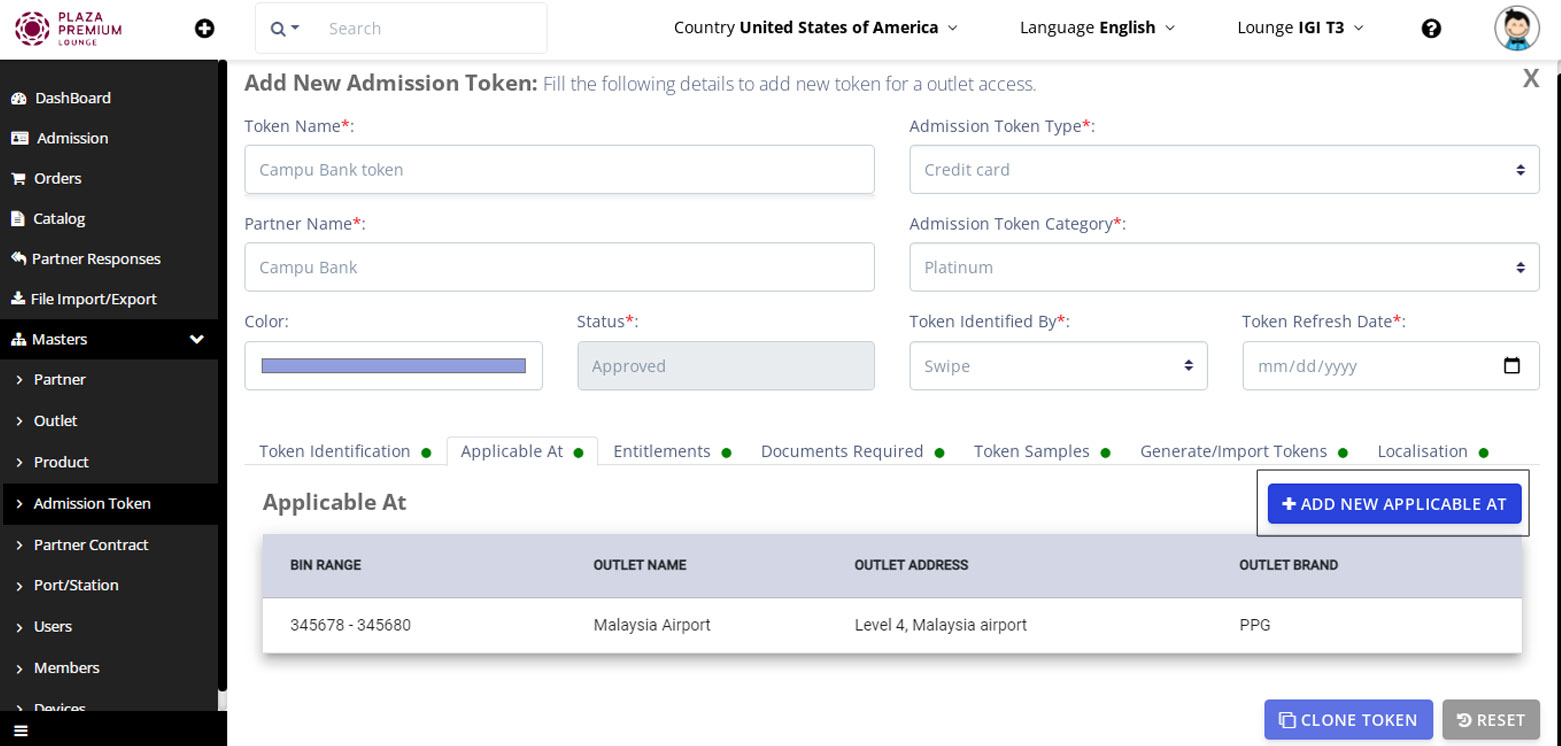 PLAZA
PREMIUM
LOUNGE
Search
Country United States of America
Language English
Lounge IGI T3
DashBoard
Admission
Orders
Catalog
Partner Responses
File Import/Export
Masters
Partner
Outlet
Product
Admission Token
Partner Contract
Port/Station
Users
Members
Devices
Add New Admission Token: Fill the following details to add new token for a outlet access.
X
Token Name*:
Campu Bank token
Admission Token Type*:
Credit card
Partner Name*:
Campu Bank
Admission Token Category*:
Platinum
Color:
Status*:
Approved
Token Identified By*:
Swipe
Token Refresh Date*:
mm/dd/yyyy
Token Identification
Applicable At
Entitlements
Documents Required
Token Samples
Generate/Import Tokens
Localisation
Applicable At
ADD NEW APPLICABLE AT
BIN RANGE OUTLET NAME OUTLET ADDRESS OUTLET BRAND
345678 - 345680 Malaysia Airport Level 4, Malaysia airport PPG
CLONE TOKEN
RESET